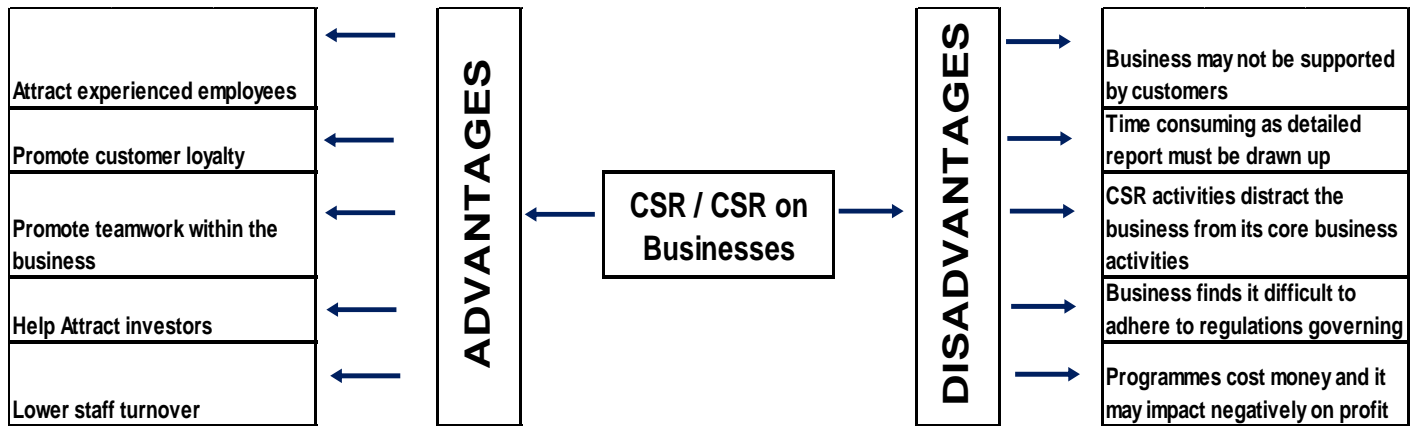 Attract experienced employees
Promote customer loyalty
Promote teamwork within the
business
Help Attract investors
Lower staff turnover
ADVANTAGES
CSR / CSR on
Businesses
DISADVANTAGES
Business may not be supported
by customers
Time consuming as detailed
report must be drawn up
CSR activities distract the
business from its core business
activities
Business finds it difficult to
adhere to regulations governing
Programmes cost money and it
may impact negatively on profit